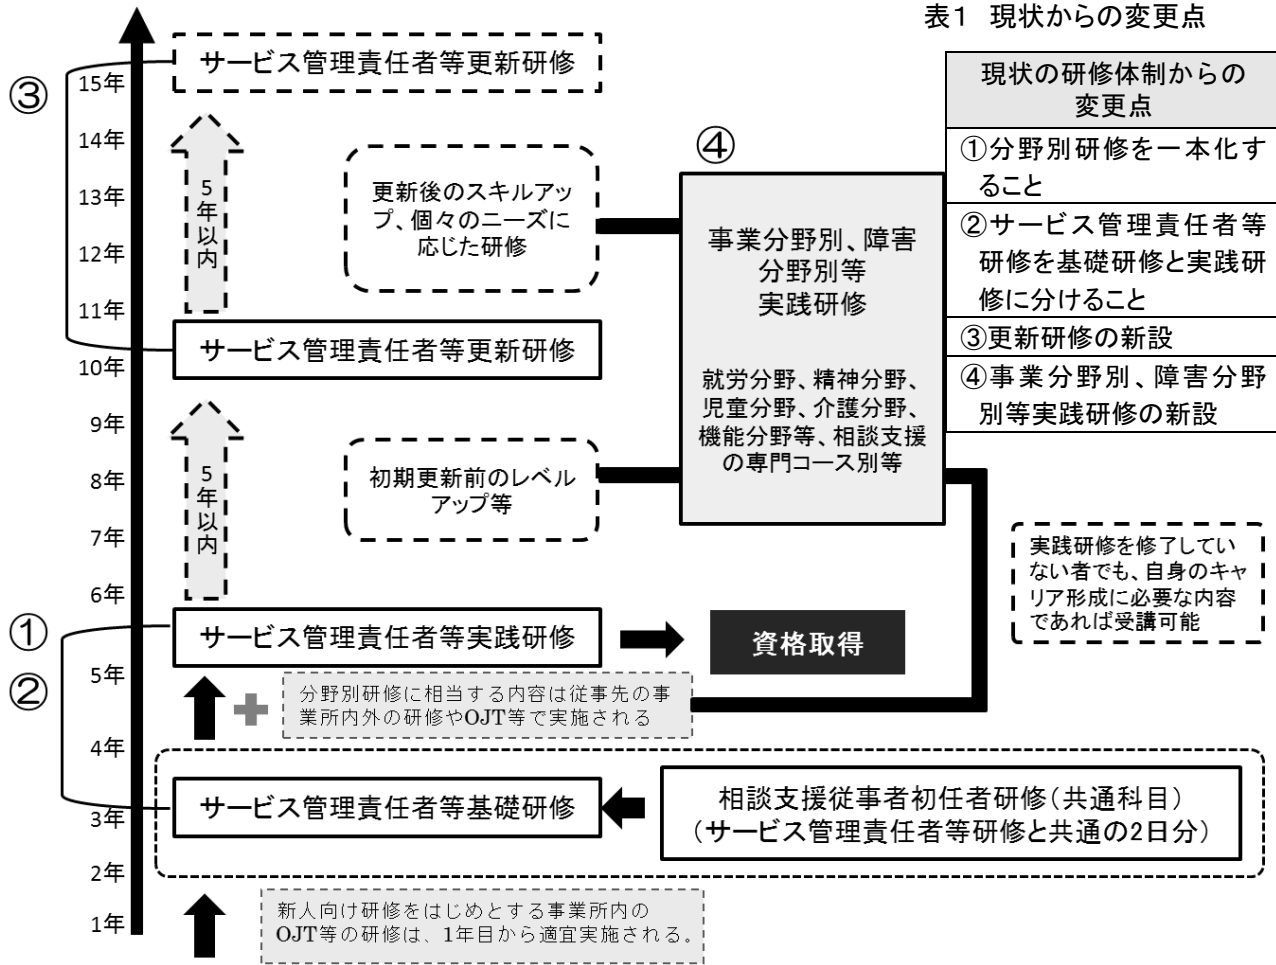 表1 現状からの変更点
現状の研修体制からの
変更点
①分野別研修を一本化す
ること
②サービス管理責任者等
研修を基礎研修と実践研
修に分けること
③更新研修の新設
④事業分野別、障害分野
別等実践研修の新設
③
サービス管理責任者等更新研修
15年
14年
13年
12年
11年
10年
9年
8年
7年
6年
5年
4年
3年
2年
1年
5年以内
更新後のスキルアッ
プ、個々のニーズに
応じた研修
④
事業分野別、障害
分野別等
実践研修
就労分野、精神分野、
児童分野、介護分野、
機能分野等、相談支援
の専門コース別等
サービス管理責任者等更新研修
5年以内
初期更新前のレベル
アップ等
実践研修を修了してい
ない者でも、自身のキャ
リア形成に必要な内容
であれば受講可能
①
②
サービス管理責任者等実践研修
資格取得
分野別研修に相当する内容は従事先の事
業所内外の研修やOJT等で実施される
サービス管理責任者等基礎研修
相談支援従事者初任者研修(共通科目)
(サービス管理責任者等研修と共通の2日分)
新人向け研修をはじめとする事業所内の
OJT等の研修は、1年目から適宜実施される。